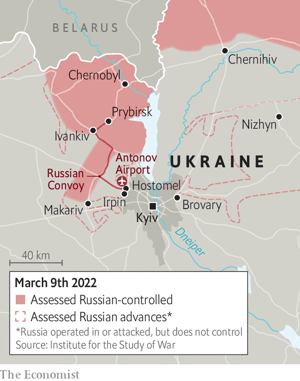 BELARUS
Chernihiv
Chernobyl
Prybirsk
Nizhyn
Ivankiv
Antonov
Airport
UKRAINE
Russian
Convoy
Hostomel
Irpin
Makariv
Brovary
Kyiv
Dnieper
40 km
March 9th 2022
Assessed Russian-controlled
Assessed Russian advances*
*Russia operated in or attacked, but does not control
Source: Institute for the Study of War
The Economist